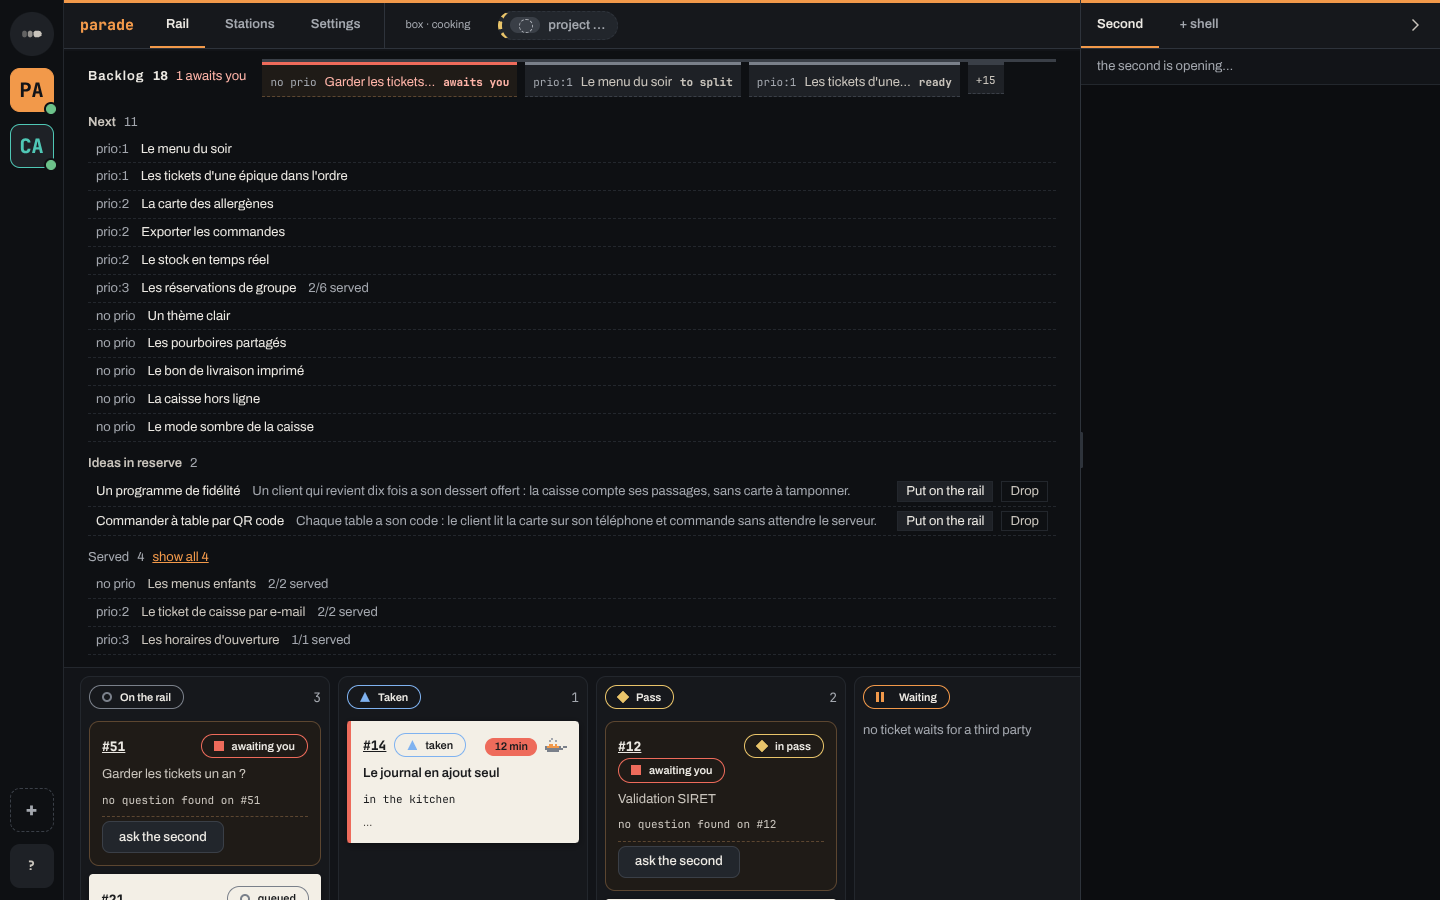 parade
Rail
Stations
Settings
box · cooking
project ...
Second
+ shell
PA
CA
+
?
the second is opening...
Backlog 18 1 awaits you
no prio Garder les tickets... awaits you
prio:1 Le menu du soir to split
prio:1 Les tickets d'une... ready
+15
Next 11
prio:1 Le menu du soir
prio:1 Les tickets d'une épique dans l'ordre
prio:2 La carte des allergènes
prio:2 Exporter les commandes
prio:2 Le stock en temps réel
prio:3 Les réservations de groupe 2/6 served
no prio Un thème clair
no prio Les pourboires partagés
no prio Le bon de livraison imprimé
no prio La caisse hors ligne
no prio Le mode sombre de la caisse
Ideas in reserve 2
Un programme de fidélité Un client qui revient dix fois a son dessert offert : la caisse compte ses passages, sans carte à tamponner. Put on the rail Drop
Commander à table par QR code Chaque table a son code : le client lit la carte sur son téléphone et commande sans attendre le serveur. Put on the rail Drop
Served 4 show all 4
no prio Les menus enfants 2/2 served
prio:2 Le ticket de caisse par e-mail 2/2 served
prio:3 Les horaires d'ouverture 1/1 served
On the rail 3
#51 awaiting you
Garder les tickets un an ?
no question found on #51
ask the second
#21 queued
Taken 1
#14 taken 12 min
Le journal en ajout seul
in the kitchen
...
Pass 2
#12 in pass
awaiting you
Validation SIRET
no question found on #12
ask the second
Waiting
no ticket waits for a third party